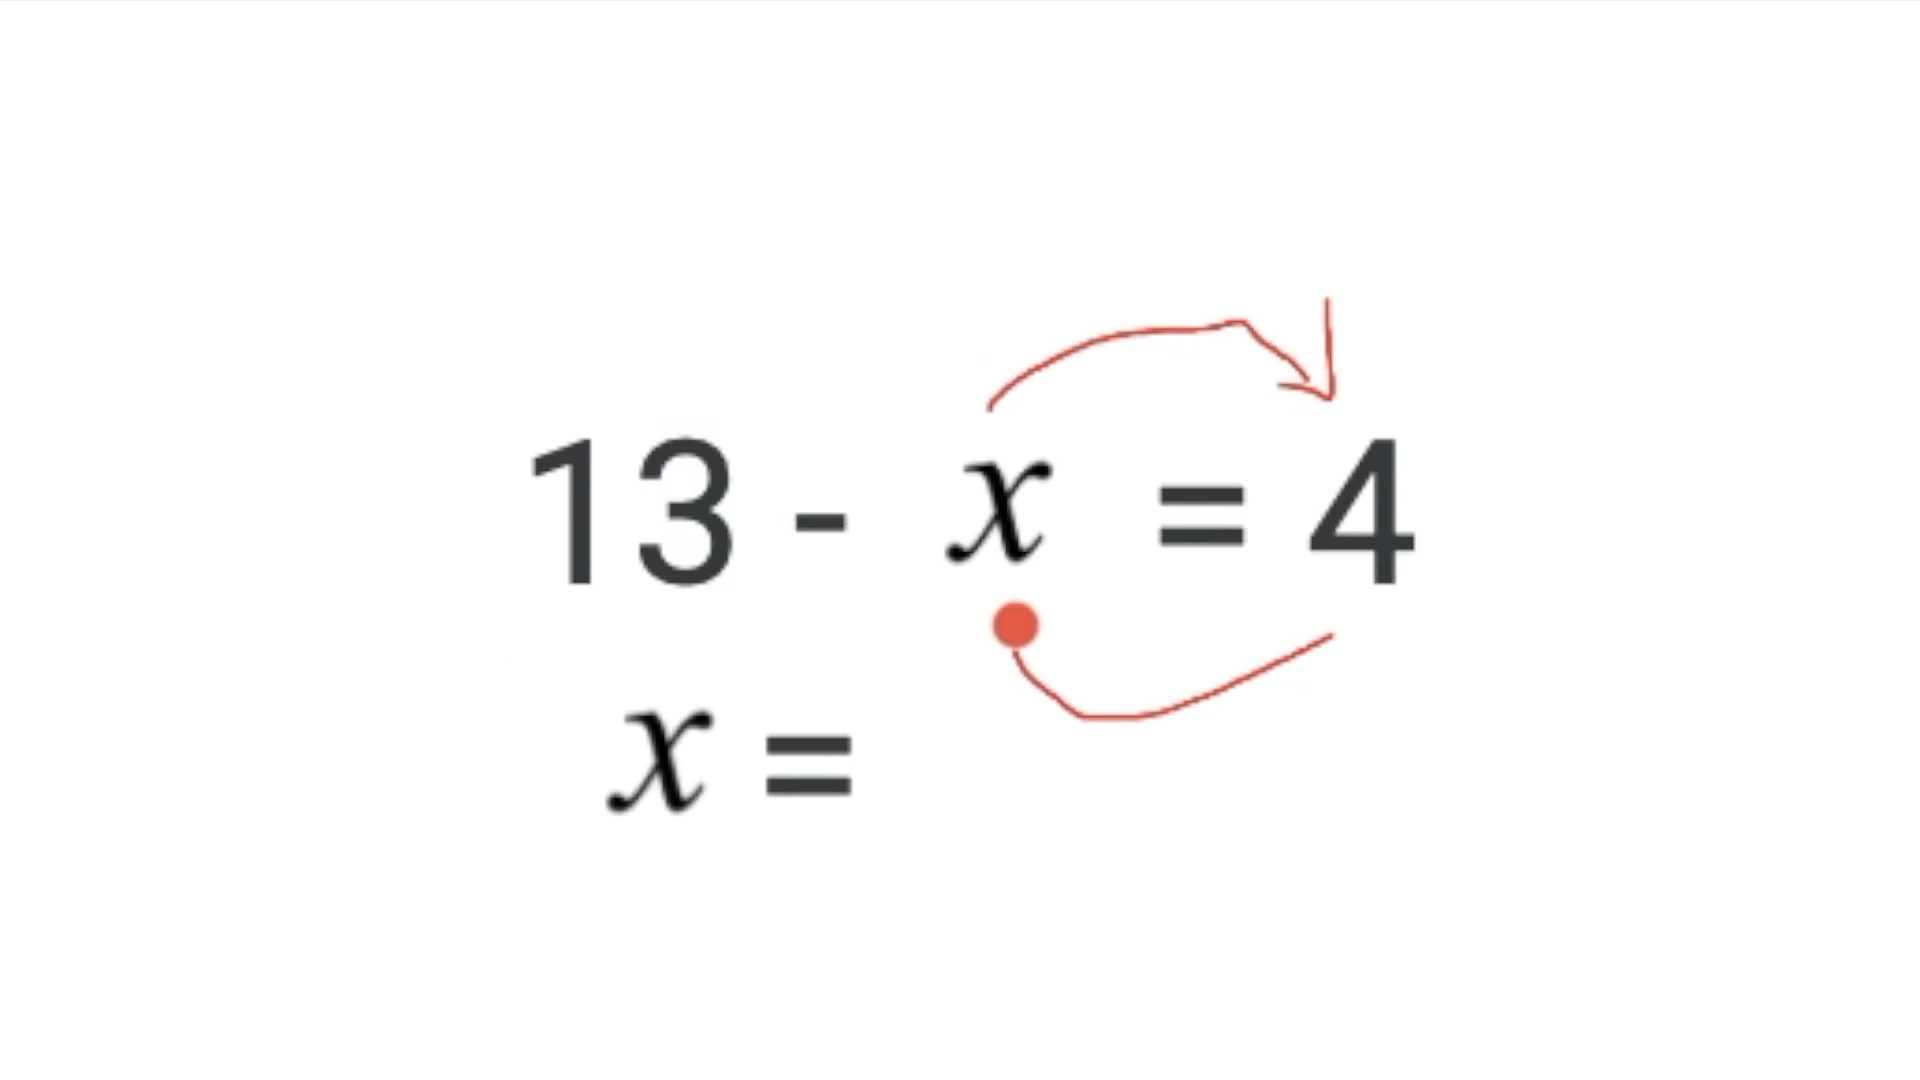 13 - x = 4
x =